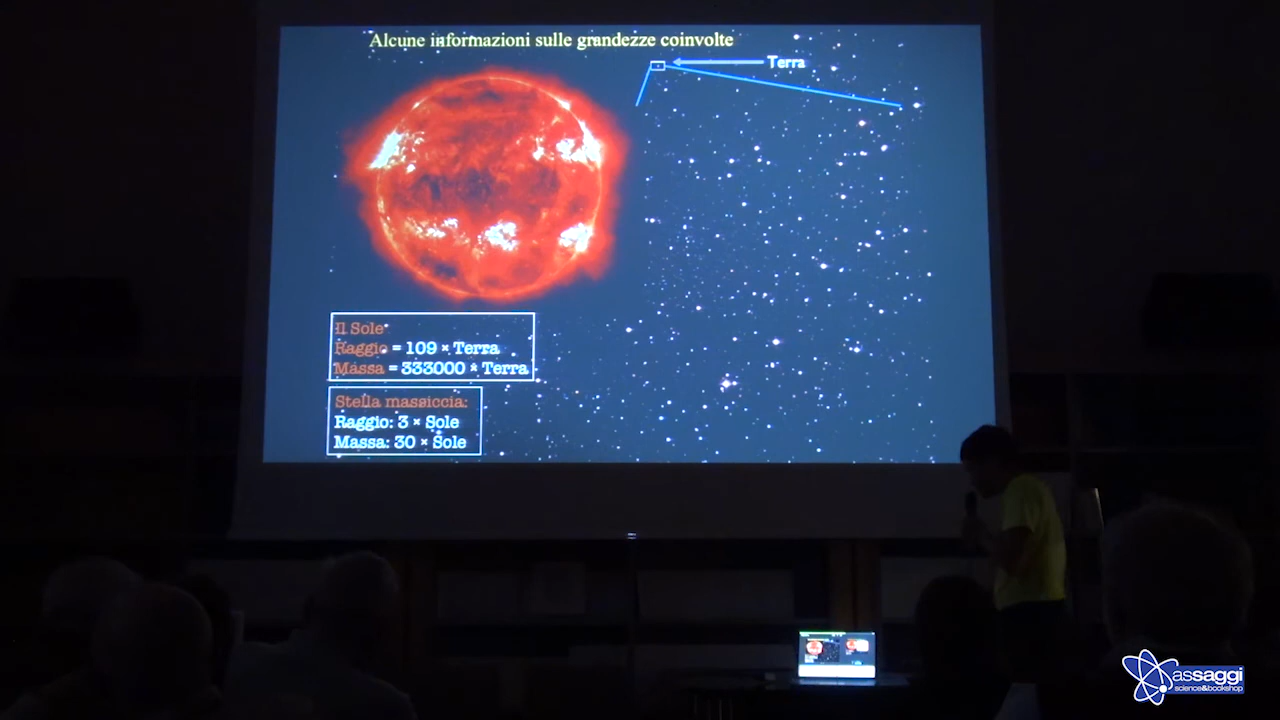 Alcune informazioni sulle grandezze coinvolte
Terra
Il Sole
Raggio = 109 × Terra
Massa = 333000 * Terra
Stella massiccia:
Raggio: 3 × Sole
Massa: 30 × Sole
assaggi
science&bookshop